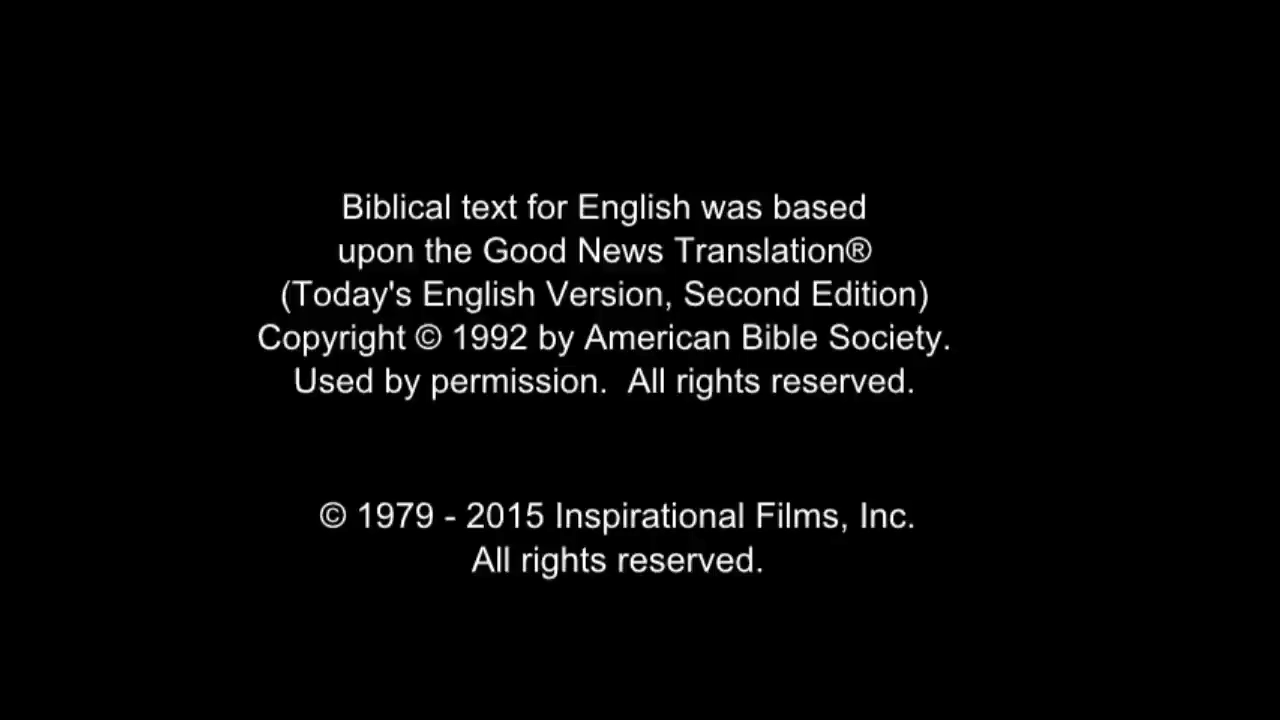 Biblical text for English was based
upon the Good News Translation®
(Today's English Version, Second Edition)
Copyright © 1992 by American Bible Society.
Used by permission.  All rights reserved.
© 1979 - 2015 Inspirational Films, Inc.
All rights reserved.